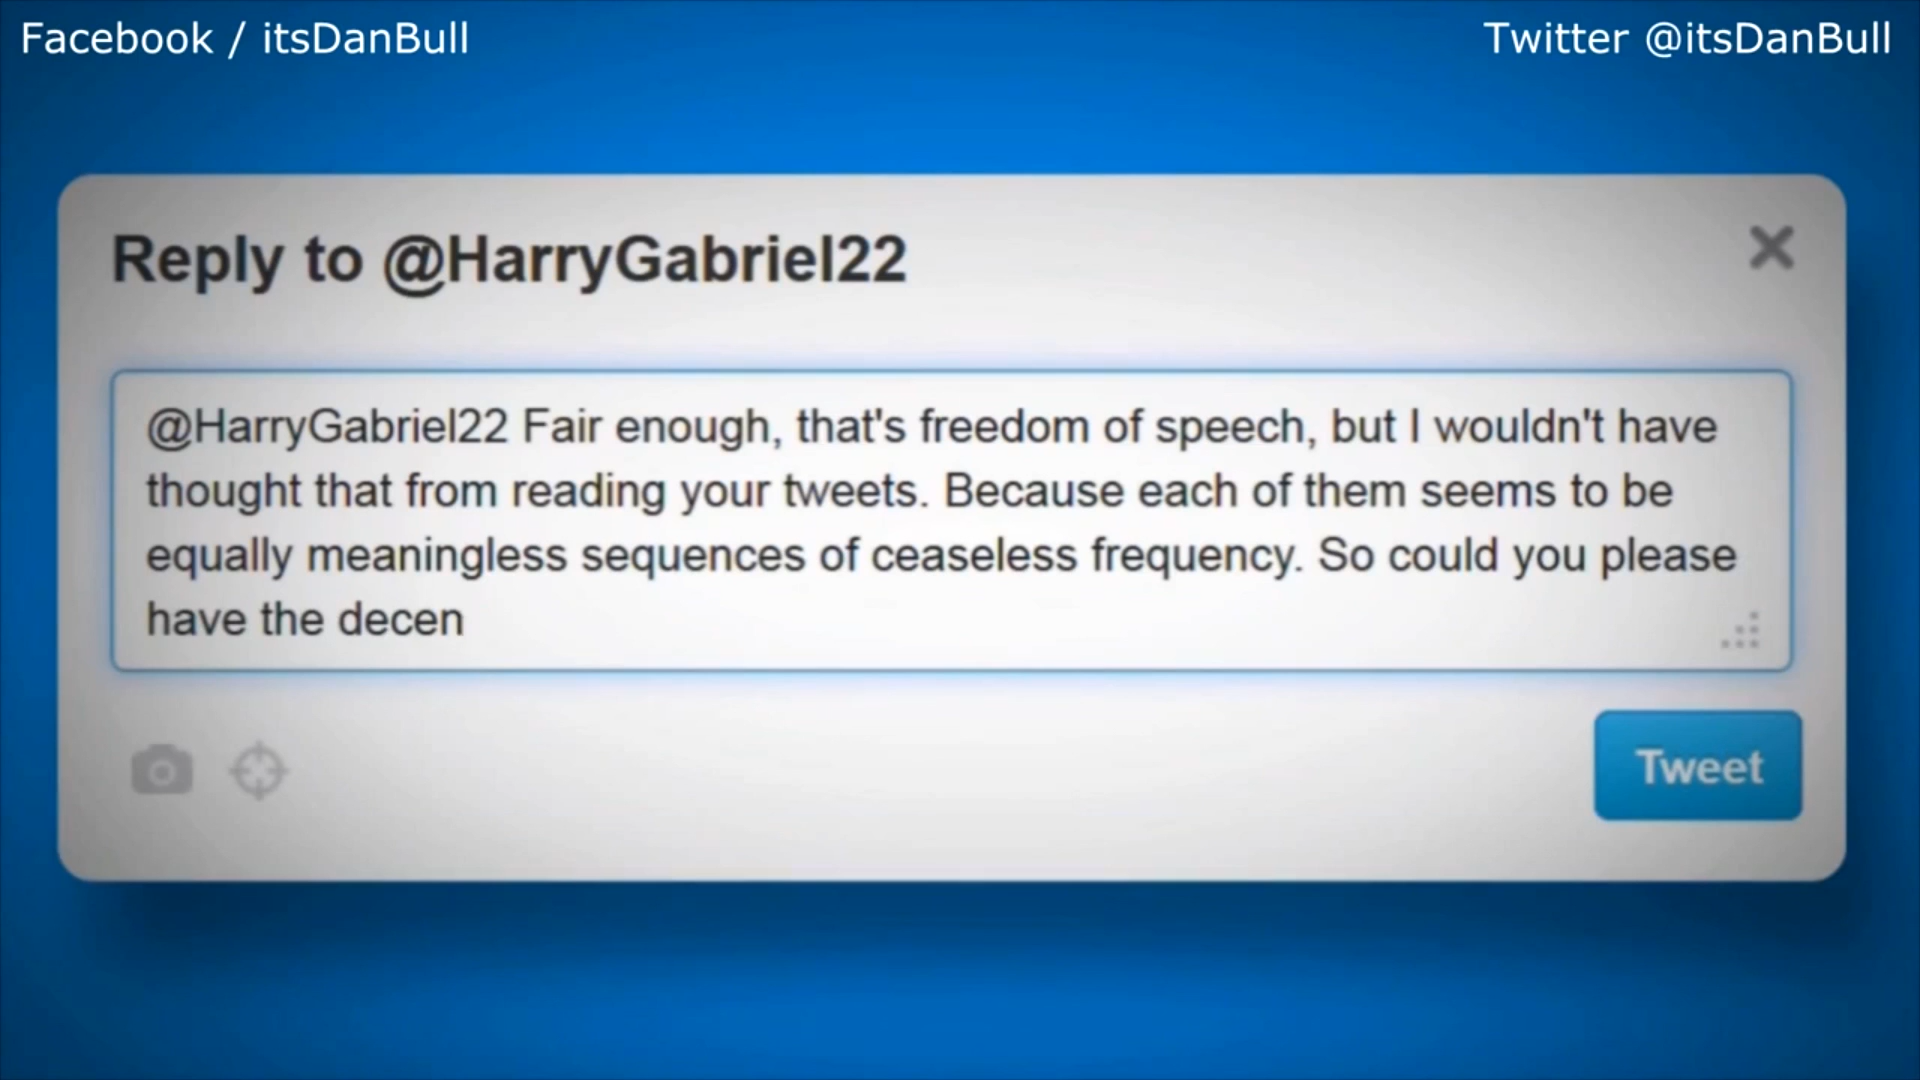 Facebook / itsDanBull
Twitter @itsDanBull
Reply to @HarryGabriel22
@HarryGabriel22 Fair enough, that's freedom of speech, but I wouldn't have
thought that from reading your tweets. Because each of them seems to be
equally meaningless sequences of ceaseless frequency. So could you please
have the decen
Tweet